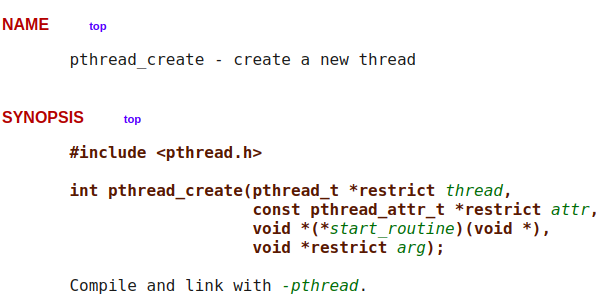 NAME top
pthread_create - create a new thread
SYNOPSIS top
#include <pthread.h>
int pthread_create(pthread_t *restrict thread,
const pthread_attr_t *restrict attr,
void *(*start_routine)(void *),
void *restrict arg);
Compile and link with -pthread.